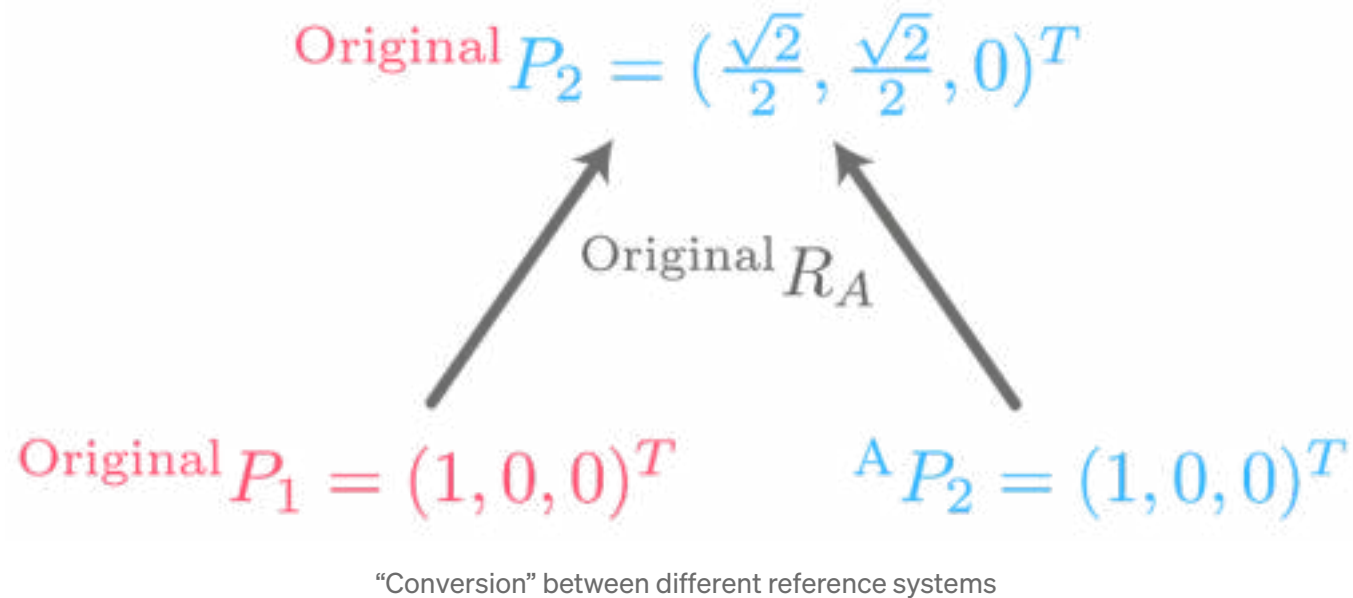 Original P₂ = (√2/2, √2/2, 0)ᵀ
Original R_A
Original P₁ = (1, 0, 0)ᵀ
A P₂ = (1, 0, 0)ᵀ
“Conversion” between different reference systems